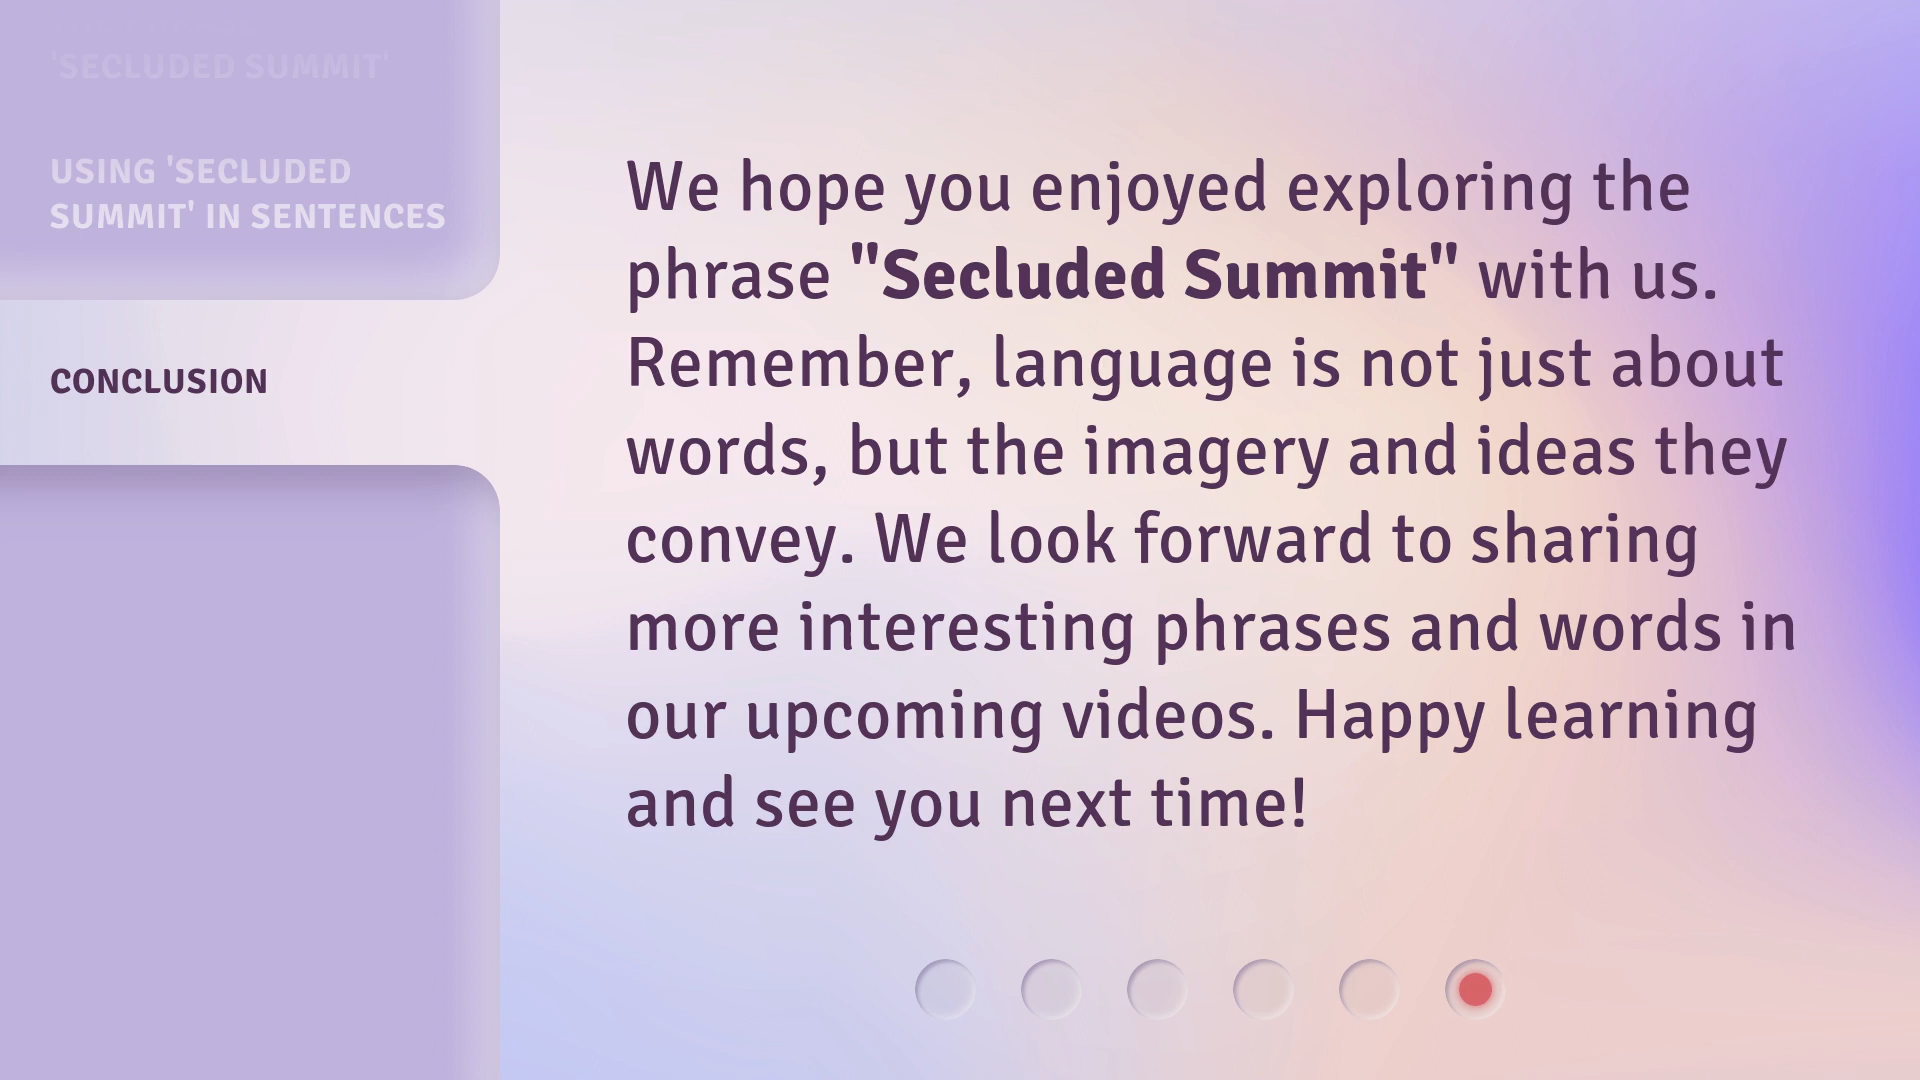 'SECLUDED SUMMIT'
USING 'SECLUDED
SUMMIT' IN SENTENCES
CONCLUSION
We hope you enjoyed exploring the
phrase "Secluded Summit" with us.
Remember, language is not just about
words, but the imagery and ideas they
convey. We look forward to sharing
more interesting phrases and words in
our upcoming videos. Happy learning
and see you next time!